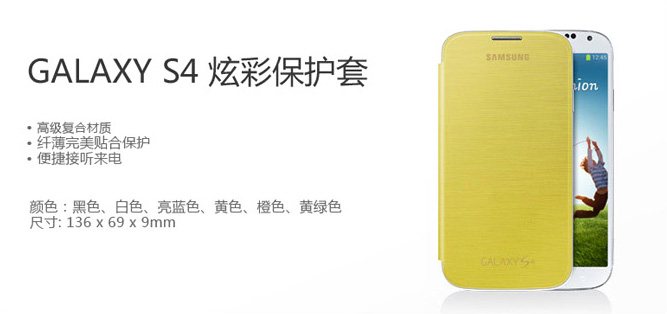 GALAXY S4 炫彩保护套
• 高级复合材质
• 纤薄完美贴合保护
• 便捷接听来电
颜色：黑色、白色、亮蓝色、黄色、橙色、黄绿色
尺寸: 136 x 69 x 9mm
SAMSUNG
12:45
nion
GALAXY S4